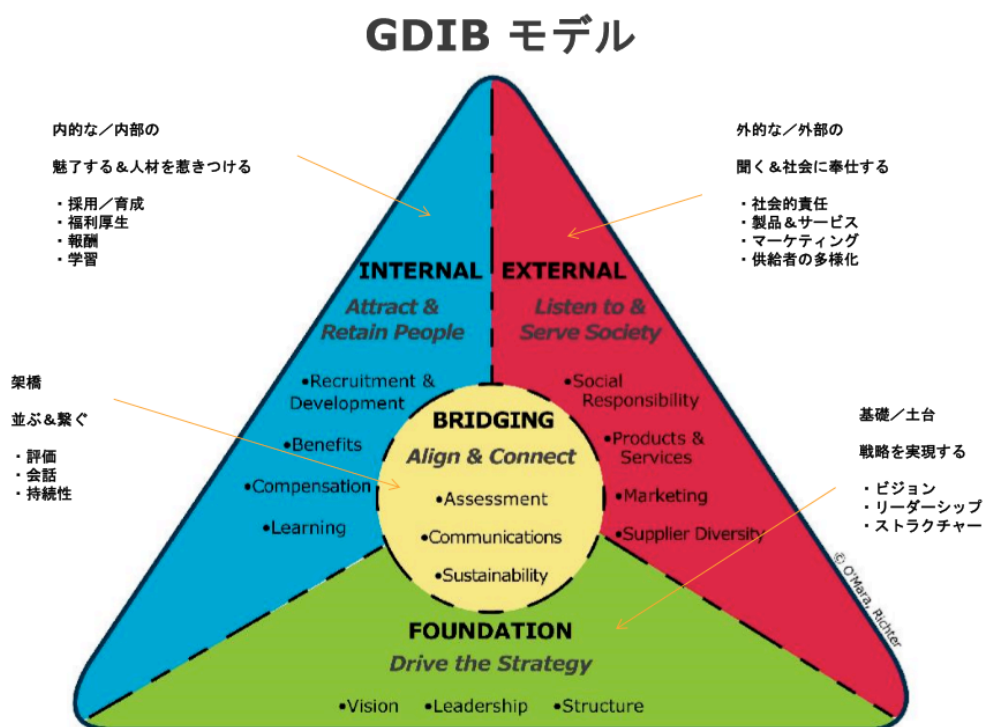 GDIB モデル
内的な／内部の
魅了する＆人材を惹きつける
・採用／育成
・福利厚生
・報酬
・学習
外的な／外部の
聞く＆社会に奉仕する
・社会的責任
・製品＆サービス
・マーケティング
・供給者の多様化
INTERNAL
Attract &
Retain People
•Recruitment &
Development
•Benefits
•Compensation
•Learning
EXTERNAL
Listen to &
Serve Society
•Social
Responsibility
•Products &
Services
•Marketing
•Supplier Diversity
架橋
並ぶ＆繋ぐ
・評価
・会話
・持続性
BRIDGING
Align & Connect
•Assessment
•Communications
•Sustainability
基礎／土台
戦略を実現する
・ビジョン
・リーダーシップ
・ストラクチャー
FOUNDATION
Drive the Strategy
•Vision •Leadership •Structure
© O'Mara, Richter